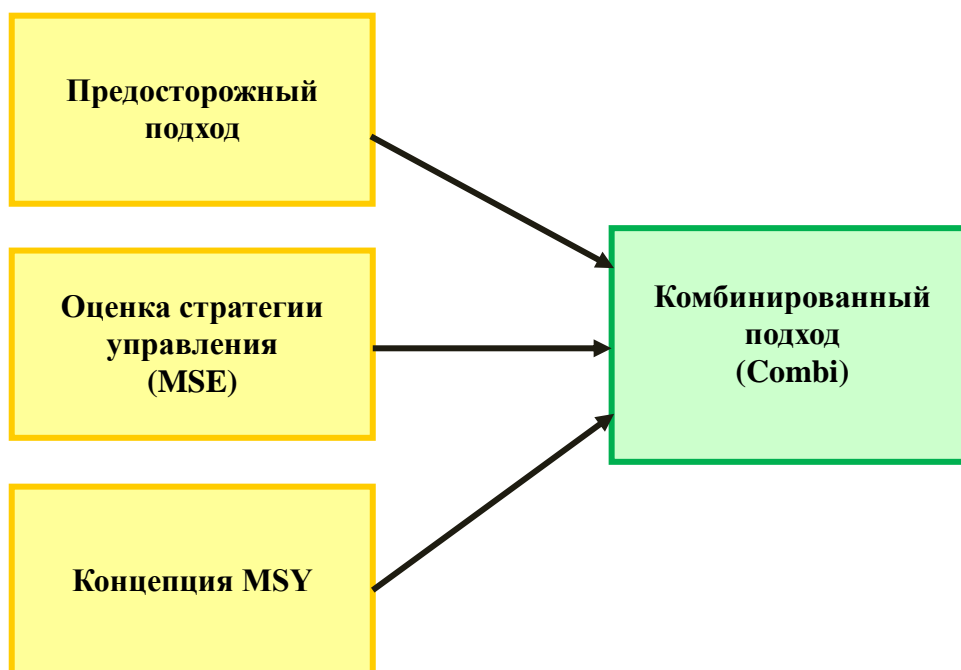 Предосторожный
подход
Оценка стратегии
управления
(MSE)
Концепция MSY
Комбинированный
подход
(Combi)